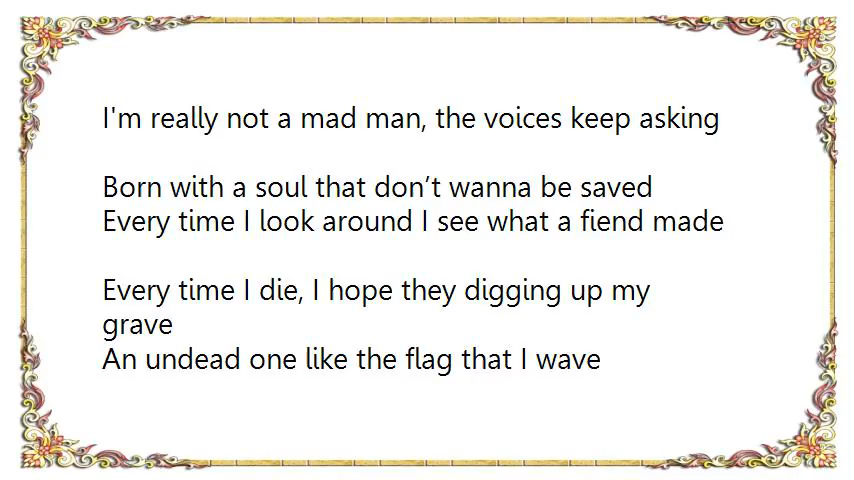 I'm really not a mad man, the voices keep asking
Born with a soul that don’t wanna be saved
Every time I look around I see what a fiend made
Every time I die, I hope they digging up my
grave
An undead one like the flag that I wave